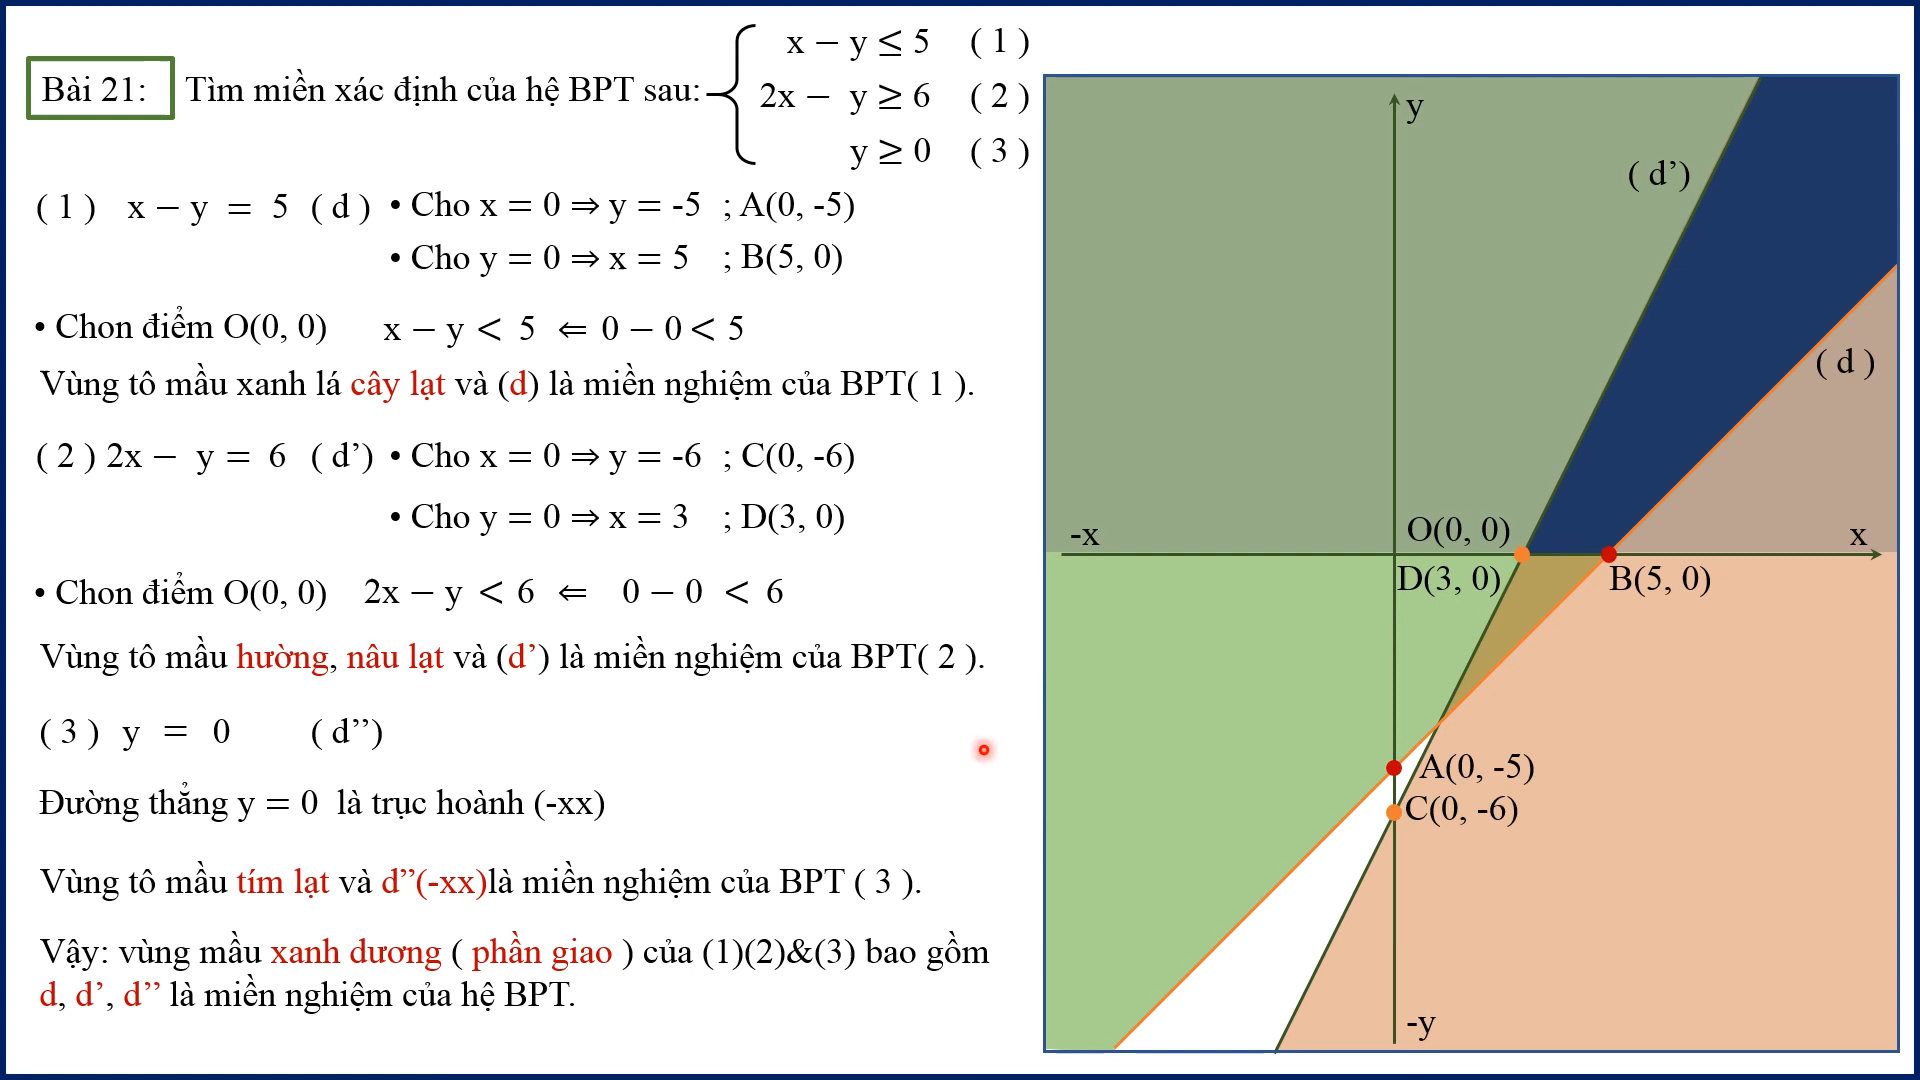 x − y ≤ 5 ( 1 )
Bài 21: Tìm miền xác định của hệ BPT sau: 2x − y ≥ 6 ( 2 )
y ≥ 0 ( 3 )
( 1 ) x − y = 5 ( d ) • Cho x = 0 ⇒ y = -5 ; A(0, -5)
• Cho y = 0 ⇒ x = 5 ; B(5, 0)
• Chon điểm O(0, 0) x − y < 5 ⇐ 0 − 0 < 5
Vùng tô mầu xanh lá cây lạt và (d) là miền nghiệm của BPT( 1 ).
( 2 ) 2x − y = 6 ( d’) • Cho x = 0 ⇒ y = -6 ; C(0, -6)
• Cho y = 0 ⇒ x = 3 ; D(3, 0)
• Chon điểm O(0, 0) 2x − y < 6 ⇐ 0 − 0 < 6
Vùng tô mầu hường, nâu lạt và (d’) là miền nghiệm của BPT( 2 ).
( 3 ) y = 0 ( d’’)
Đường thẳng y = 0 là trục hoành (-xx)
Vùng tô mầu tím lạt và d”(-xx)là miền nghiệm của BPT ( 3 ).
Vậy: vùng mầu xanh dương ( phần giao ) của (1)(2)&(3) bao gồm
d, d’, d’’ là miền nghiệm của hệ BPT.
y
( d’)
( d )
O(0, 0)
-x x
D(3, 0) B(5, 0)
A(0, -5)
C(0, -6)
-y